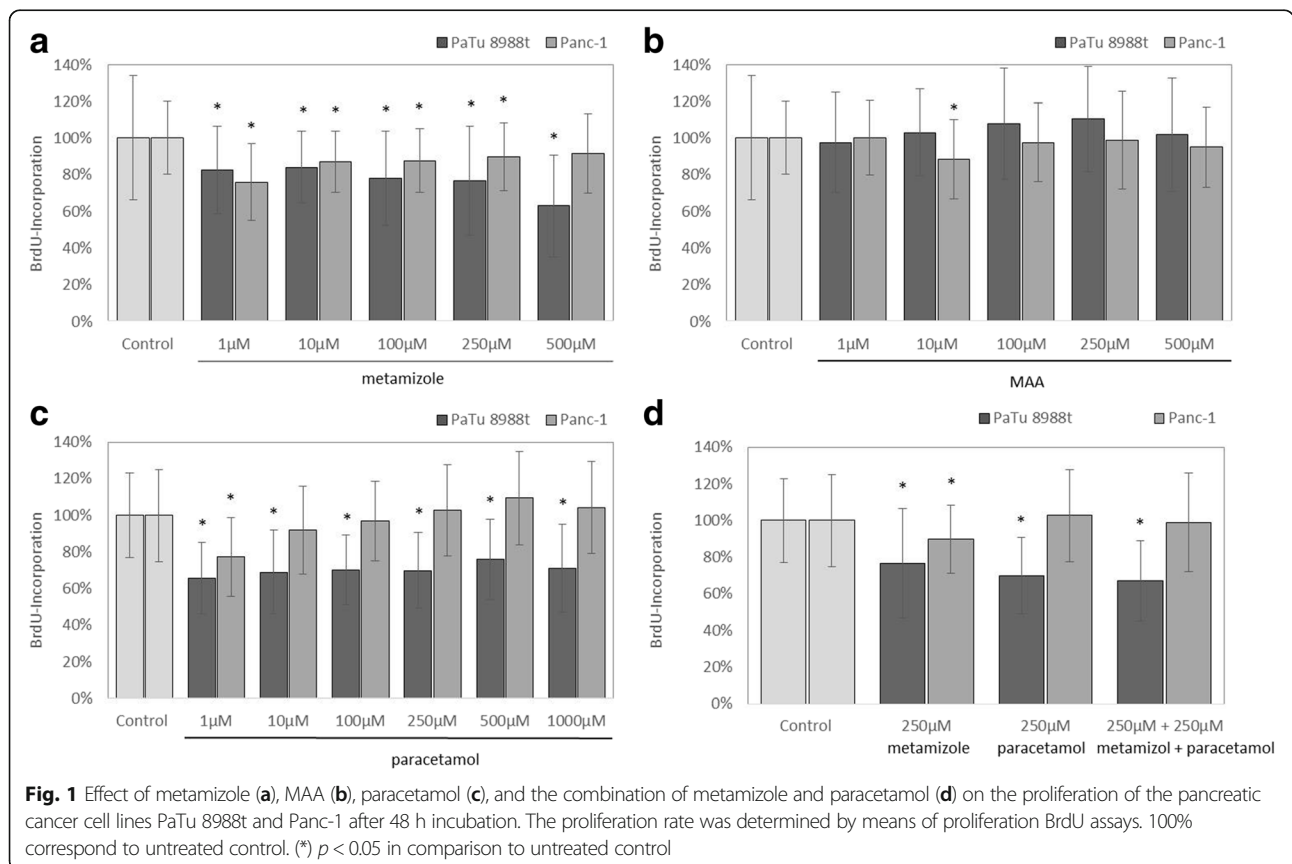 a
PaTu 8988t Panc-1
140%
120%
100%
80%
60%
40%
20%
0%
BrdU-Incorporation
* * * * * * * * *
Control 1µM 10µM 100µM 250µM 500µM
metamizole
b
PaTu 8988t Panc-1
140%
120%
100%
80%
60%
40%
20%
0%
BrdU-Incorporation
*
Control 1µM 10µM 100µM 250µM 500µM
MAA
c
PaTu 8988t Panc-1
140%
120%
100%
80%
60%
40%
20%
0%
BrdU-Incorporation
* * * * * * *
Control 1µM 10µM 100µM 250µM 500µM 1000µM
paracetamol
d
PaTu 8988t Panc-1
140%
120%
100%
80%
60%
40%
20%
0%
BrdU-Incorporation
* * * *
Control 250µM 250µM 250µM + 250µM
metamizole paracetamol metamizol + paracetamol
Fig. 1 Effect of metamizole (a), MAA (b), paracetamol (c), and the combination of metamizole and paracetamol (d) on the proliferation of the pancreatic
cancer cell lines PaTu 8988t and Panc-1 after 48 h incubation. The proliferation rate was determined by means of proliferation BrdU assays. 100%
correspond to untreated control. (*) p < 0.05 in comparison to untreated control